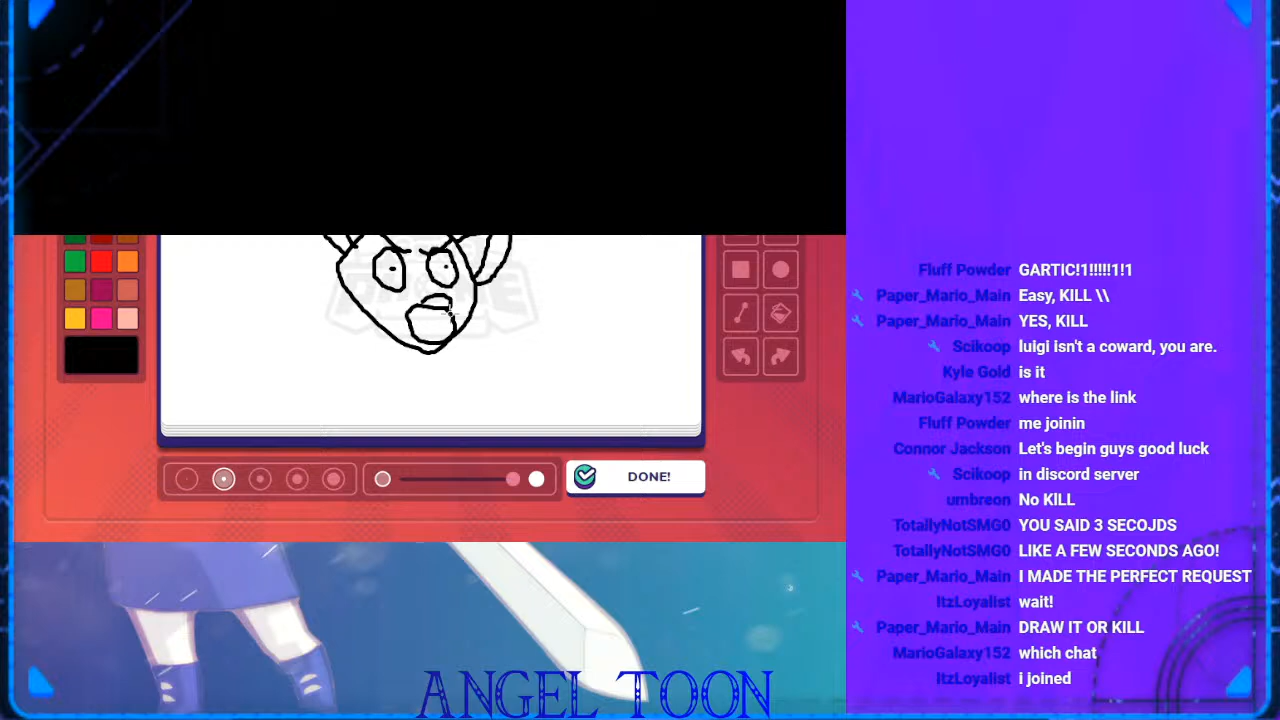 Fluff Powder GARTIC!1!!!!!1!1
Paper_Mario_Main Easy, KILL \\
Paper_Mario_Main YES, KILL
Scikoop luigi isn't a coward, you are.
Kyle Gold is it
MarioGalaxy152 where is the link
Fluff Powder me joinin
Connor Jackson Let's begin guys good luck
Scikoop in discord server
umbreon No KILL
TotallyNotSMG0 YOU SAID 3 SECOJDS
TotallyNotSMG0 LIKE A FEW SECONDS AGO!
Paper_Mario_Main I MADE THE PERFECT REQUEST
ItzLoyalist wait!
Paper_Mario_Main DRAW IT OR KILL
MarioGalaxy152 which chat
ItzLoyalist i joined
DONE!
ANGEL TOON